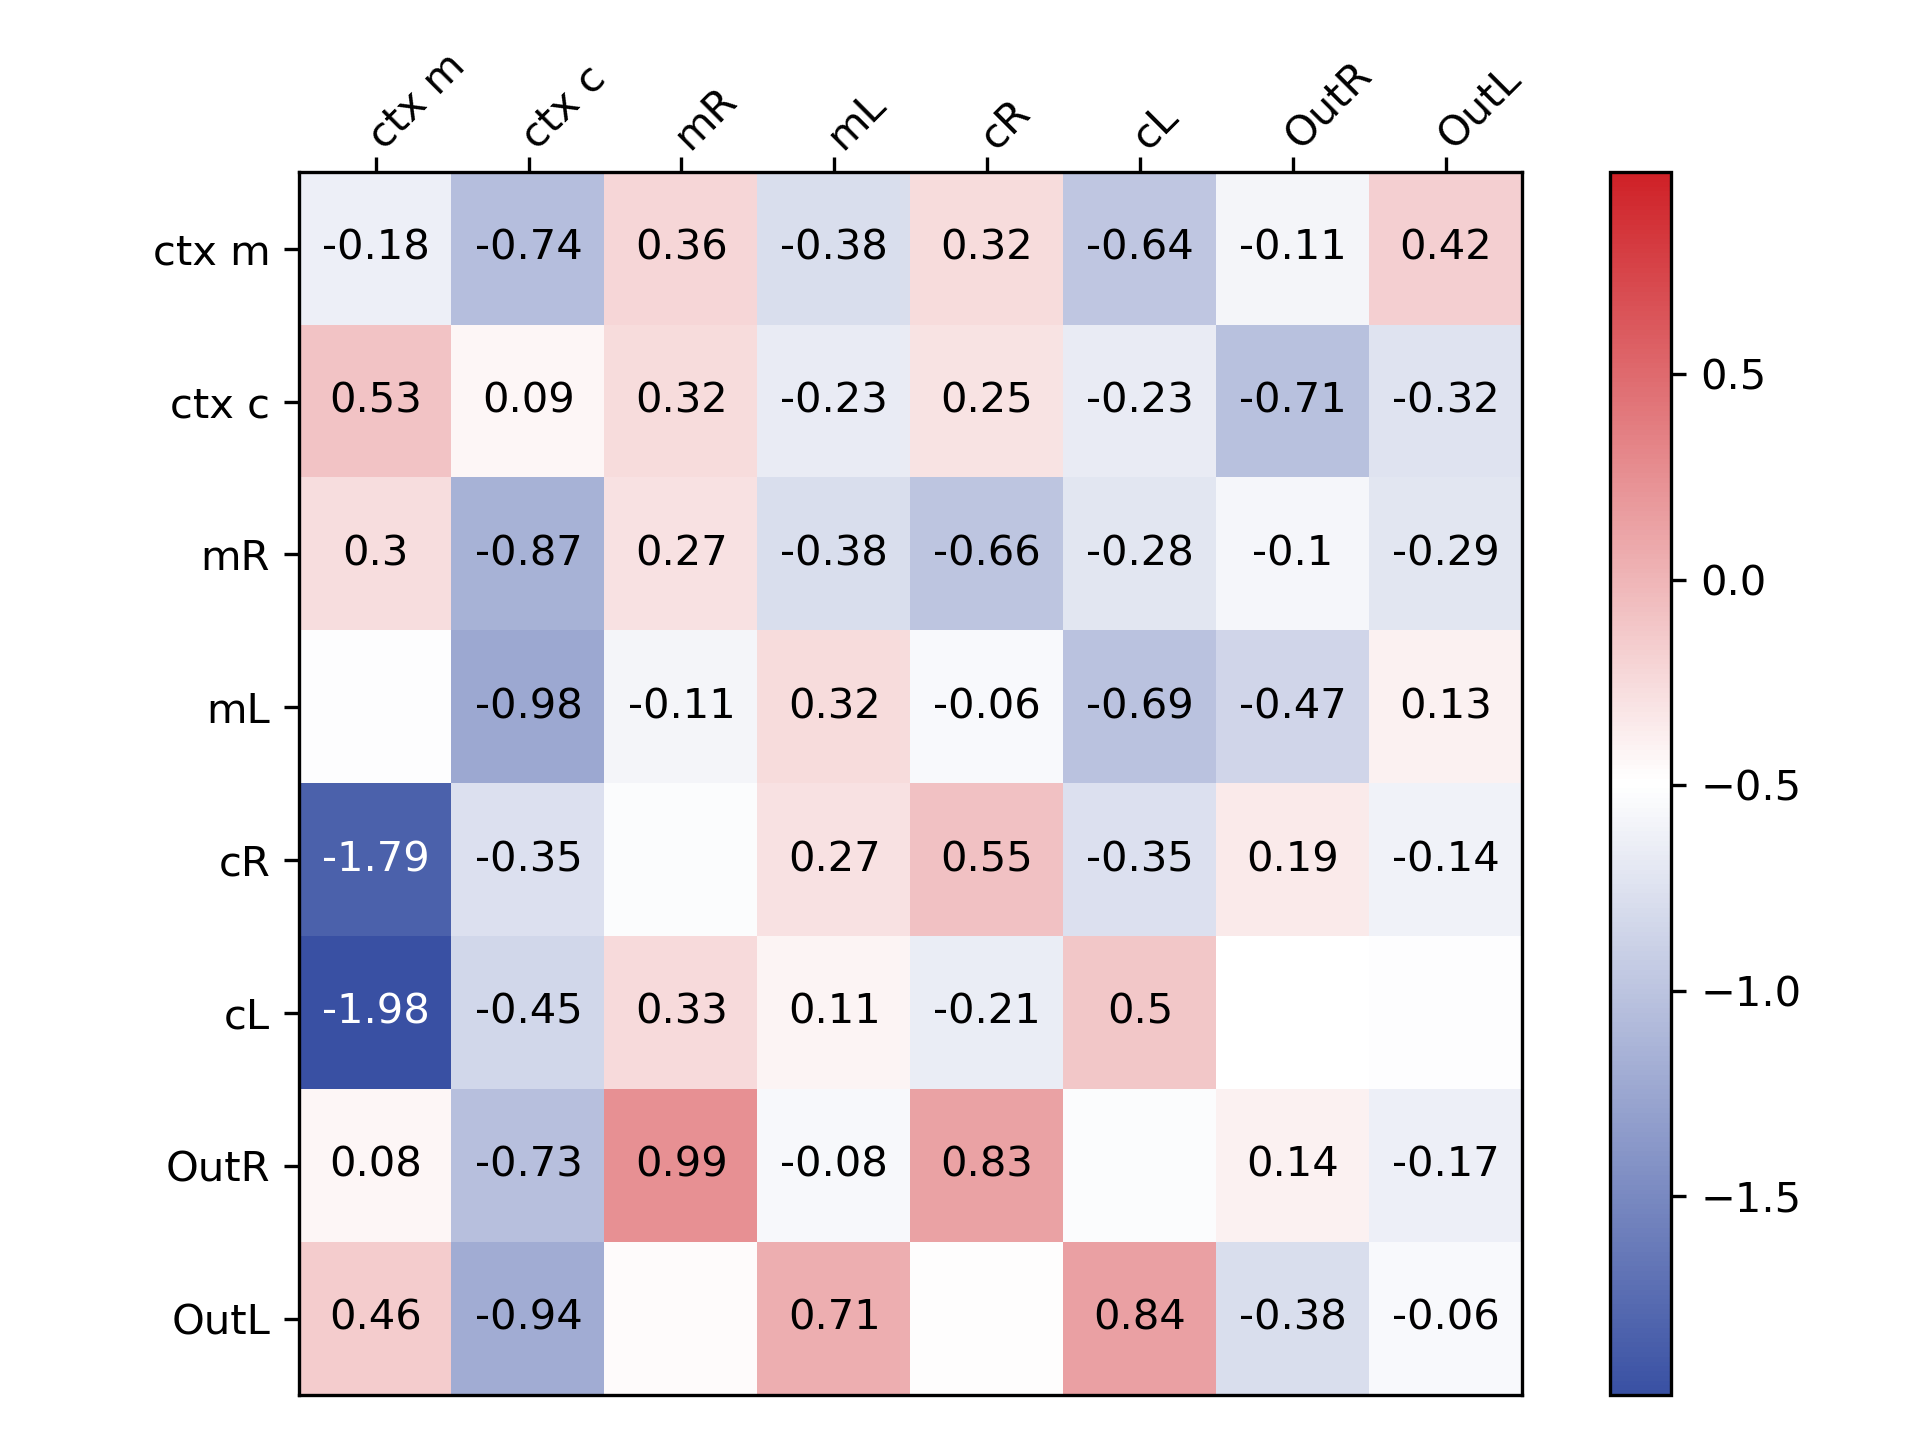 ctx m ctx c mR mL cR cL OutR OutL
ctx m -0.18 -0.74 0.36 -0.38 0.32 -0.64 -0.11 0.42
ctx c 0.53 0.09 0.32 -0.23 0.25 -0.23 -0.71 -0.32
mR 0.3 -0.87 0.27 -0.38 -0.66 -0.28 -0.1 -0.29
mL -0.98 -0.11 0.32 -0.06 -0.69 -0.47 0.13
cR -1.79 -0.35 0.27 0.55 -0.35 0.19 -0.14
cL -1.98 -0.45 0.33 0.11 -0.21 0.5
OutR 0.08 -0.73 0.99 -0.08 0.83 0.14 -0.17
OutL 0.46 -0.94 0.71 0.84 -0.38 -0.06
0.5
0.0
−0.5
−1.0
−1.5